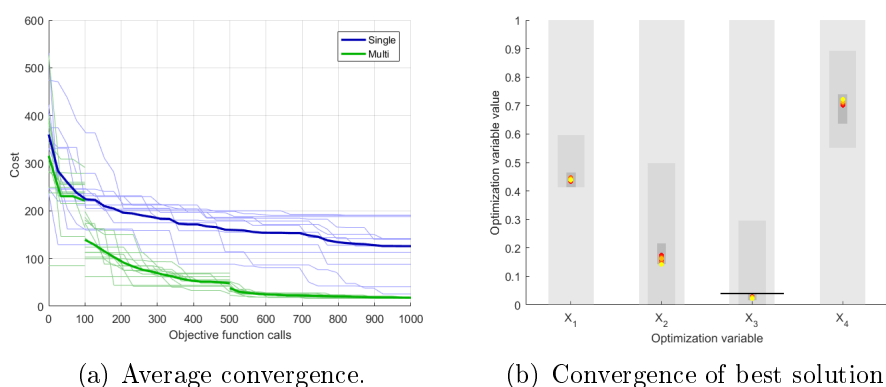 600
500
400
300
200
100
0
Cost
0 100 200 300 400 500 600 700 800 900 1000
Objective function calls
Single
Multi
(a) Average convergence.
1
0.9
0.8
0.7
0.6
0.5
0.4
0.3
0.2
0.1
0
Optimization variable value
X1 X2 X3 X4
Optimization variable
(b) Convergence of best solution